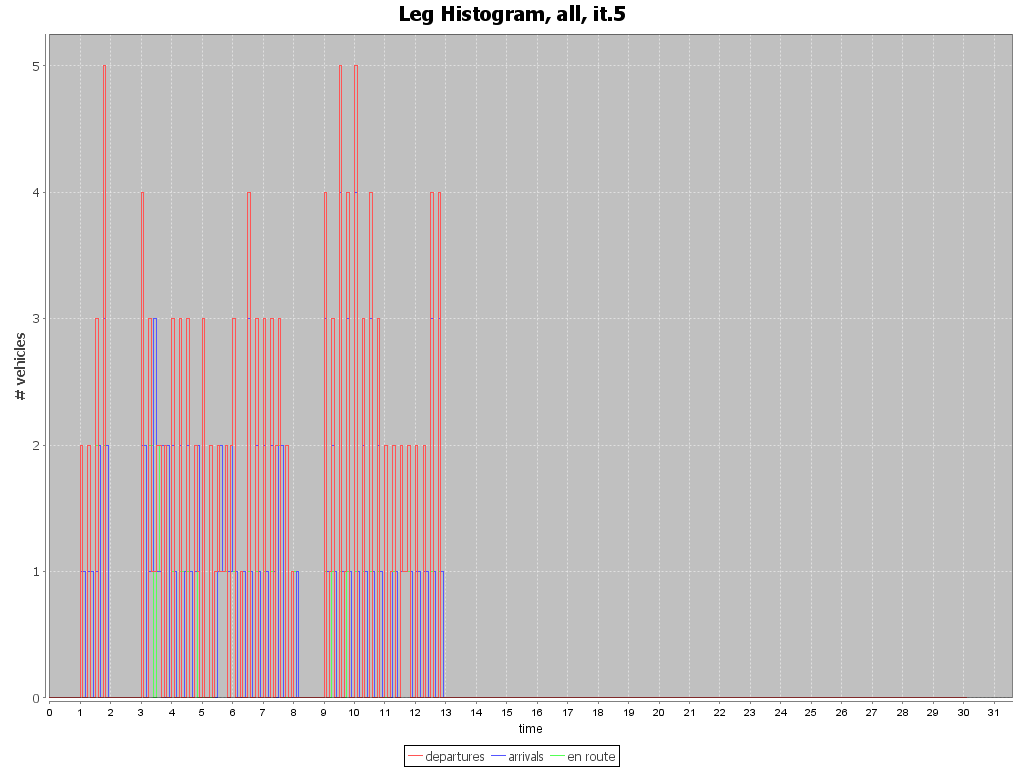 Leg Histogram, all, it.5
# vehicles
5
4
3
2
1
0
0 1 2 3 4 5 6 7 8 9 10 11 12 13 14 15 16 17 18 19 20 21 22 23 24 25 26 27 28 29 30 31
time
departures arrivals en route